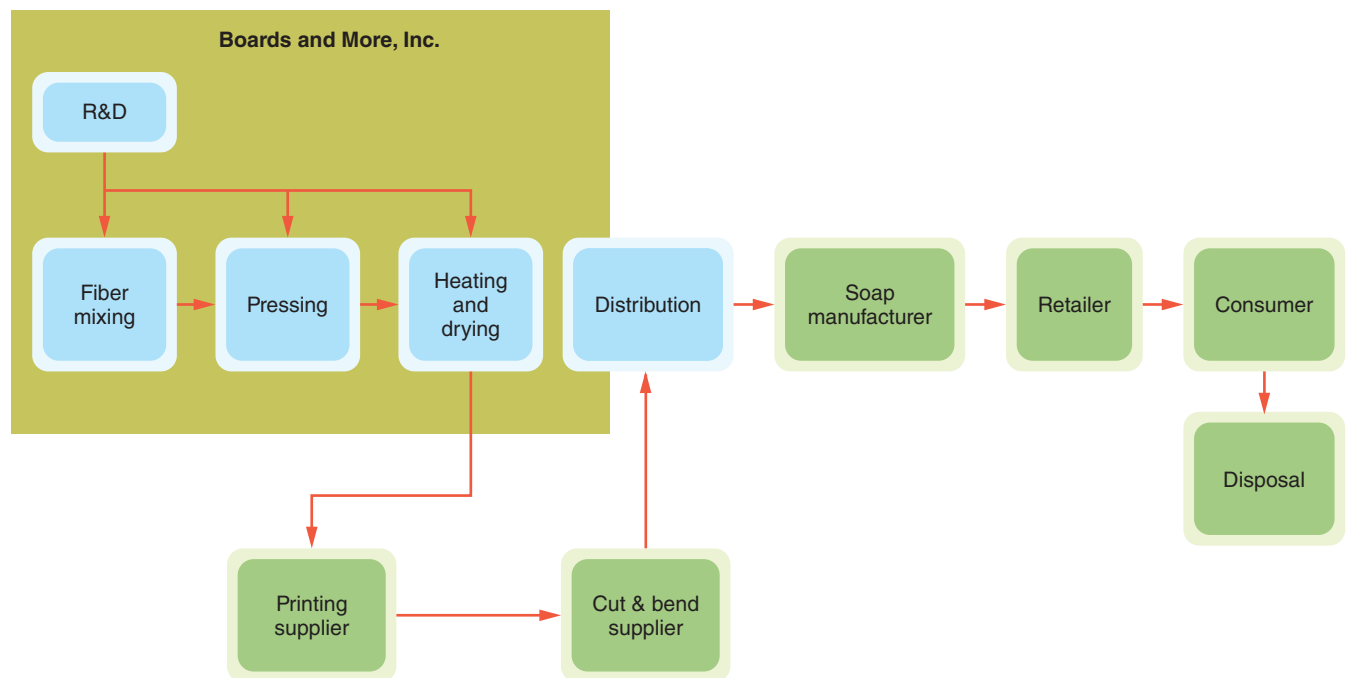 Boards and More, Inc.
R&D
Fiber
mixing
Pressing
Heating
and
drying
Distribution
Soap
manufacturer
Retailer
Consumer
Disposal
Printing
supplier
Cut & bend
supplier